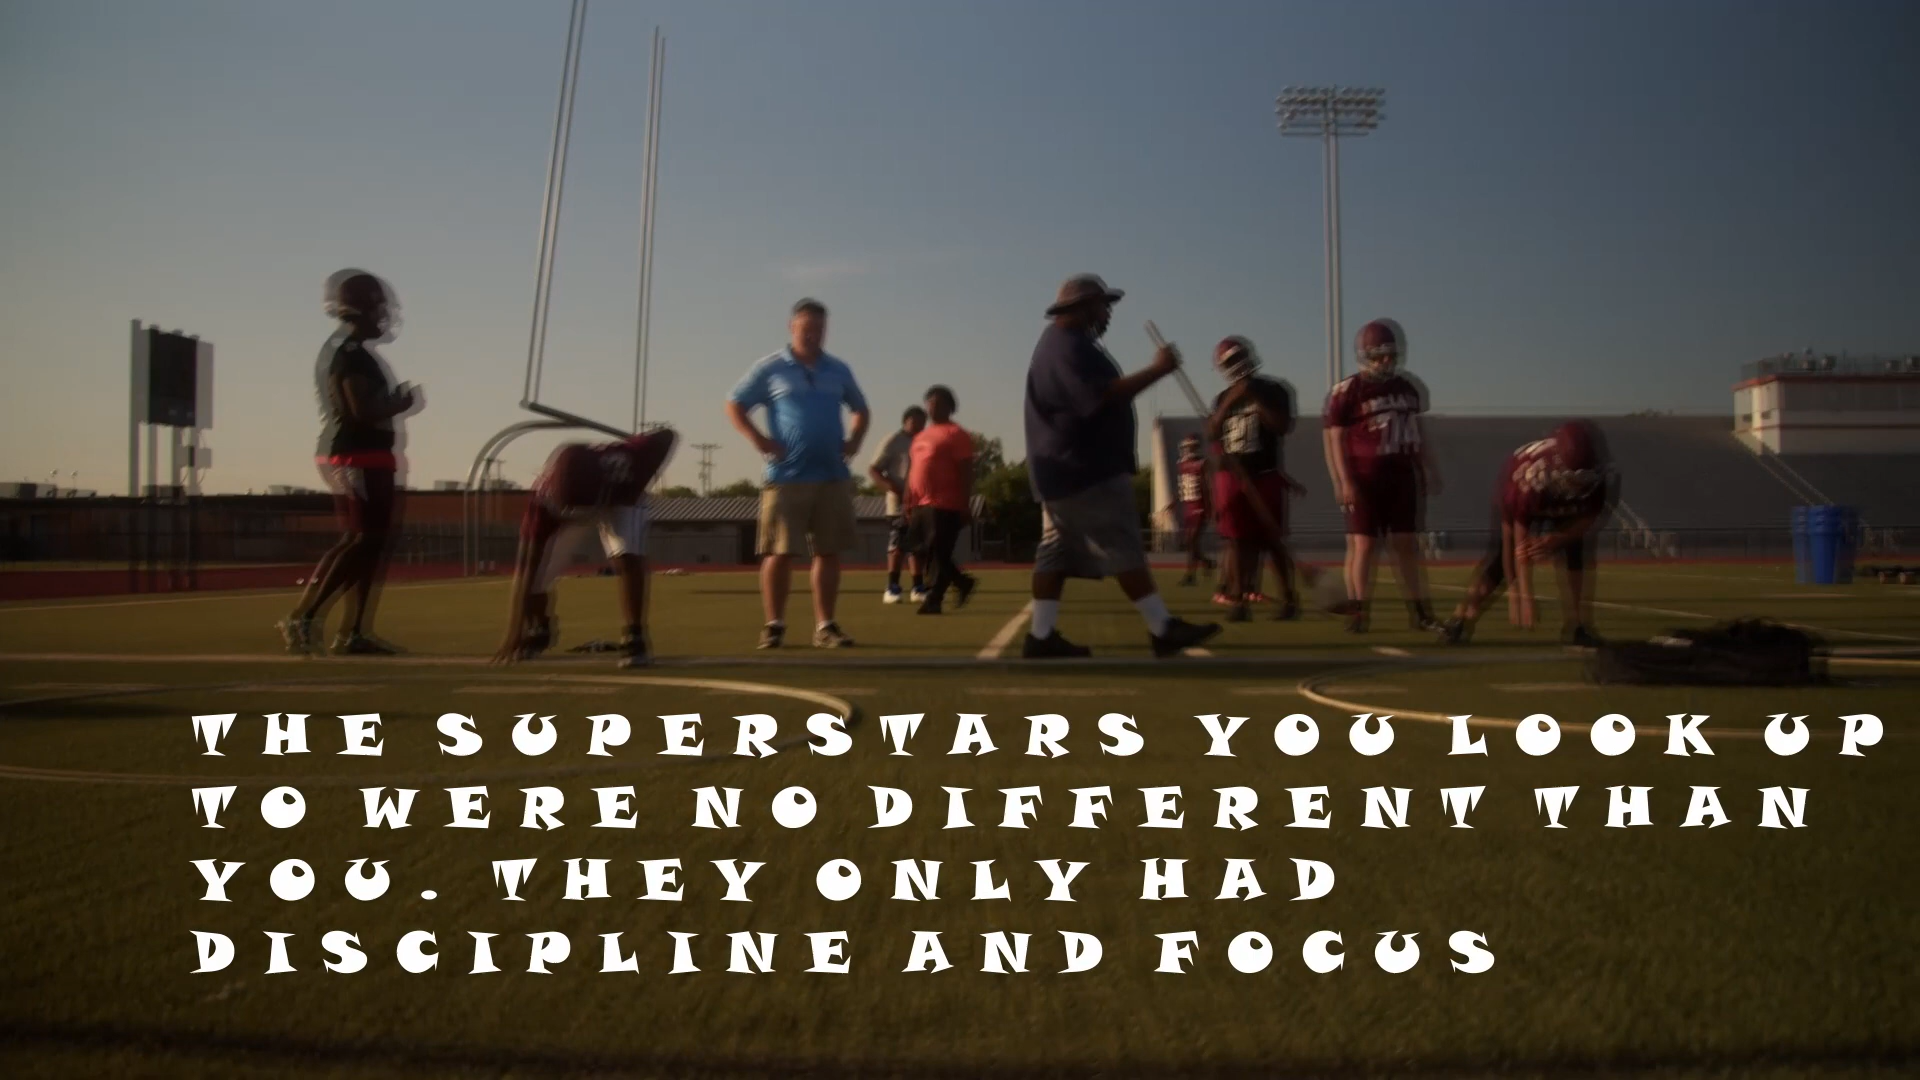 THE SUPERSTARS YOU LOOK UP
TO WERE NO DIFFERENT THAN
YOU. THEY ONLY HAD
DISCIPLINE AND FOCUS